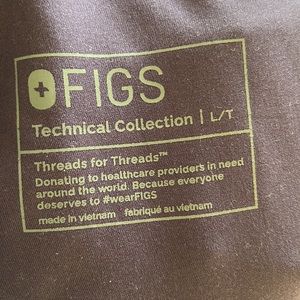 FIGS
Technical Collection | L/T
Threads for Threads™
Donating to healthcare providers in need
around the world. Because everyone
deserves to #wearFIGS
made in vietnam fabriqué au vietnam